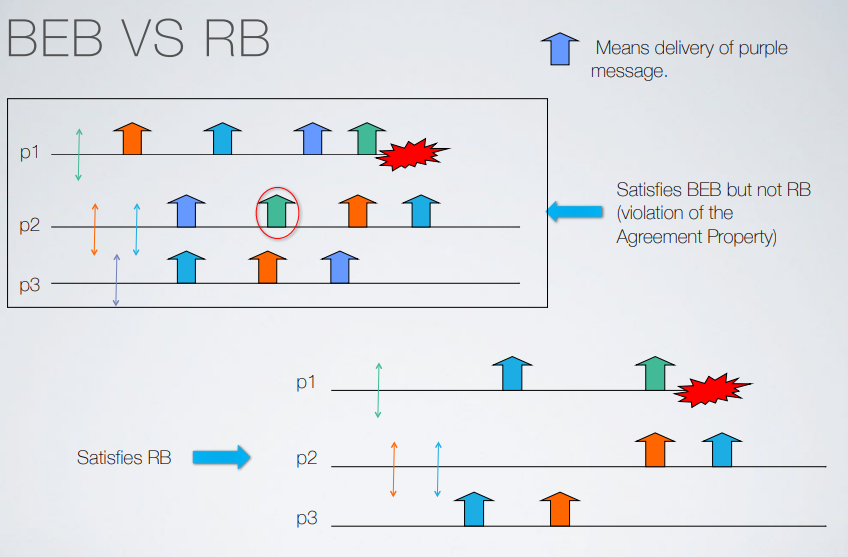 BEB VS RB
Means delivery of purple
message.
p1
p2
p3
Satisfies BEB but not RB
(violation of the
Agreement Property)
p1
Satisfies RB
p2
p3